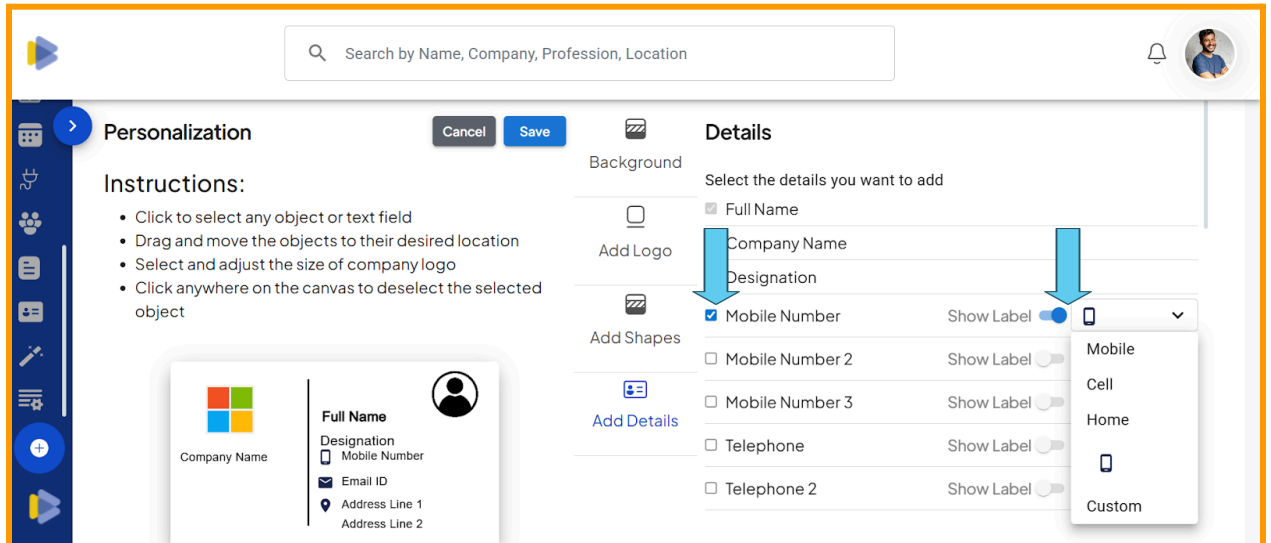 Search by Name, Company, Profession, Location
Personalization
Cancel
Save
Instructions:
Click to select any object or text field
Drag and move the objects to their desired location
Select and adjust the size of company logo
Click anywhere on the canvas to deselect the selected
object
Company Name
Full Name
Designation
Mobile Number
Email ID
Address Line 1
Address Line 2
Background
Add Logo
Add Shapes
Add Details
Details
Select the details you want to add
Full Name
Company Name
Designation
Mobile Number Show Label
Mobile Number 2 Show Label
Mobile Number 3 Show Label
Telephone Show Label
Telephone 2 Show Label
Mobile
Cell
Home
Custom